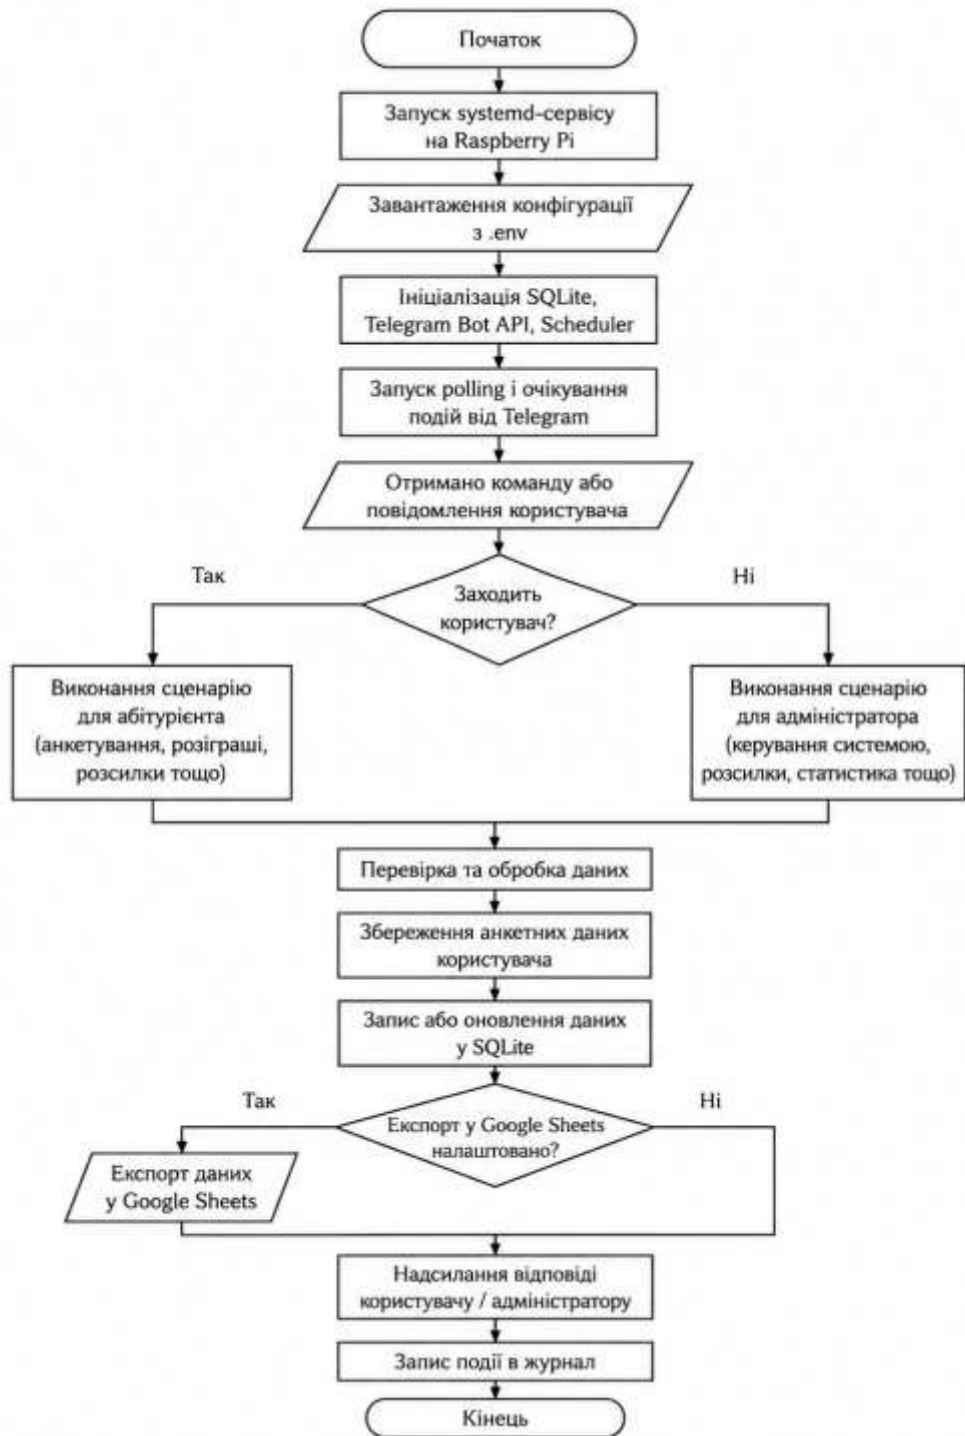 Початок
Запуск systemd-сервісу
на Raspberry Pi
Завантаження конфігурації
з .env
Ініціалізація SQLite,
Telegram Bot API, Scheduler
Запуск polling і очікування
подій від Telegram
Отримано команду або
повідомлення користувача
Так
Ні
Заходить
користувач?
Виконання сценарію
для абітурієнта
(анкетування, розіграші,
розсилки тощо)
Виконання сценарію
для адміністратора
(керування системою,
розсилки, статистика тощо)
Перевірка та обробка даних
Збереження анкетних даних
користувача
Запис або оновлення даних
у SQLite
Так
Ні
Експорт у Google Sheets
налаштовано?
Експорт даних
у Google Sheets
Надсилання відповіді
користувачу / адміністратору
Запис події в журнал
Кінець